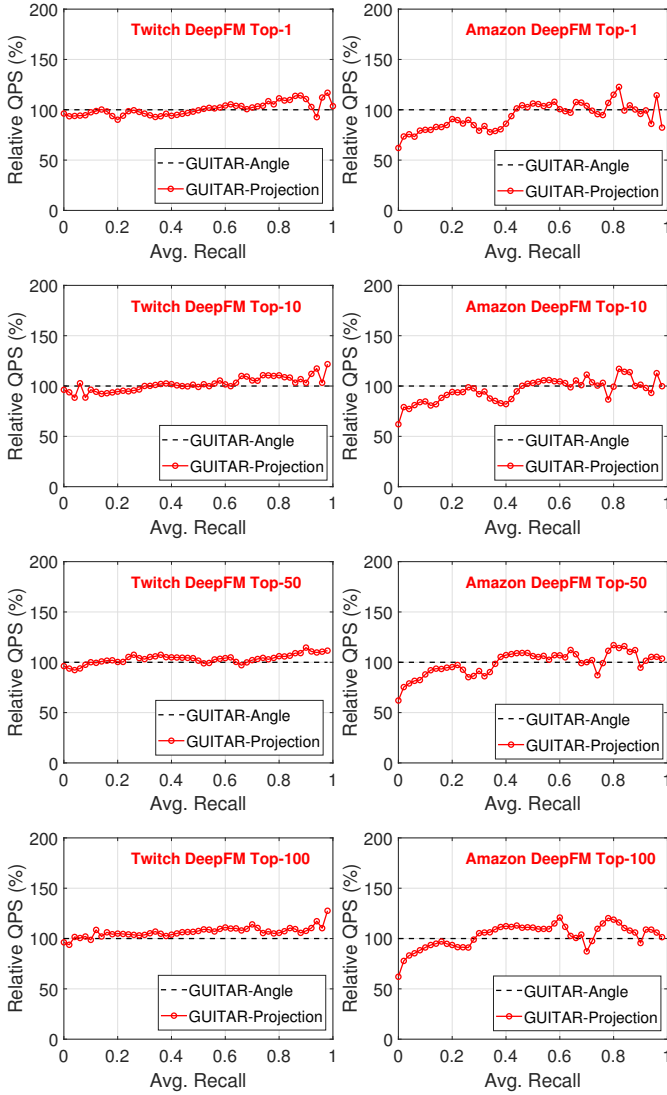 Twitch DeepFM Top-1
Relative QPS (%)
200
150
100
50
0
GUITAR-Angle
GUITAR-Projection
0 0.2 0.4 0.6 0.8 1
Avg. Recall
Amazon DeepFM Top-1
Relative QPS (%)
200
150
100
50
0
GUITAR-Angle
GUITAR-Projection
0 0.2 0.4 0.6 0.8 1
Avg. Recall
Twitch DeepFM Top-10
Relative QPS (%)
200
150
100
50
0
GUITAR-Angle
GUITAR-Projection
0 0.2 0.4 0.6 0.8 1
Avg. Recall
Amazon DeepFM Top-10
Relative QPS (%)
200
150
100
50
0
GUITAR-Angle
GUITAR-Projection
0 0.2 0.4 0.6 0.8 1
Avg. Recall
Twitch DeepFM Top-50
Relative QPS (%)
200
150
100
50
0
GUITAR-Angle
GUITAR-Projection
0 0.2 0.4 0.6 0.8 1
Avg. Recall
Amazon DeepFM Top-50
Relative QPS (%)
200
150
100
50
0
GUITAR-Angle
GUITAR-Projection
0 0.2 0.4 0.6 0.8 1
Avg. Recall
Twitch DeepFM Top-100
Relative QPS (%)
200
150
100
50
0
GUITAR-Angle
GUITAR-Projection
0 0.2 0.4 0.6 0.8 1
Avg. Recall
Amazon DeepFM Top-100
Relative QPS (%)
200
150
100
50
0
GUITAR-Angle
GUITAR-Projection
0 0.2 0.4 0.6 0.8 1
Avg. Recall